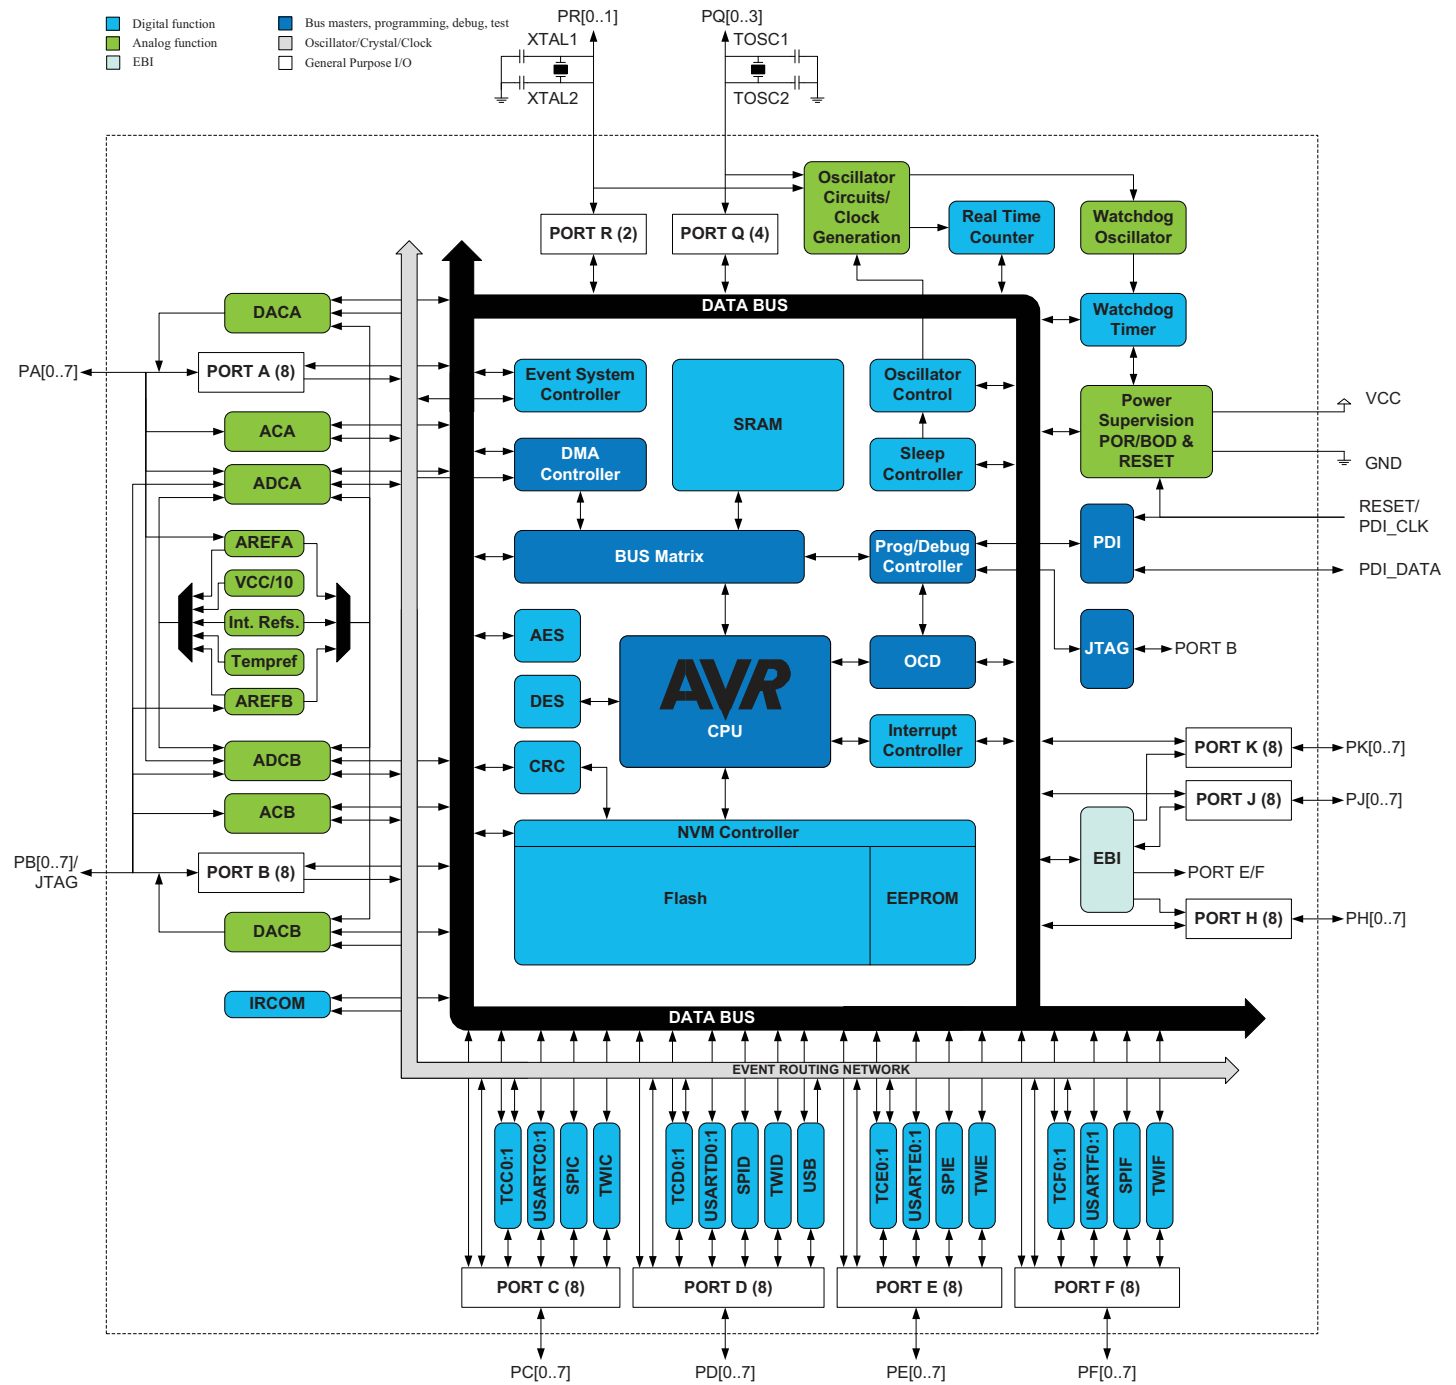 Digital function
Analog function
EBI
Bus masters, programming, debug, test
Oscillator/Crystal/Clock
General Purpose I/O
PR[0..1]
XTAL1
XTAL2
PQ[0..3]
TOSC1
TOSC2
PORT R (2)
PORT Q (4)
Oscillator
Circuits/
Clock
Generation
Real Time
Counter
Watchdog
Oscillator
DATA BUS
Watchdog
Timer
DACA
PA[0..7]
PORT A (8)
ACA
ADCA
AREFA
VCC/10
Int. Refs.
Tempref
AREFB
ADCB
ACB
PB[0..7]/
JTAG
PORT B (8)
DACB
IRCOM
Event System
Controller
SRAM
Oscillator
Control
DMA
Controller
Sleep
Controller
BUS Matrix
Prog/Debug
Controller
AES
DES
CRC
AVR
CPU
OCD
Interrupt
Controller
NVM Controller
Flash
EEPROM
Power
Supervision
POR/BOD &
RESET
VCC
GND
RESET/
PDI_CLK
PDI
PDI_DATA
JTAG
PORT B
PORT K (8)
PK[0..7]
PORT J (8)
PJ[0..7]
EBI
PORT E/F
PORT H (8)
PH[0..7]
DATA BUS
EVENT ROUTING NETWORK
TCC0:1
USARTC0:1
SPIC
TWIC
TCD0:1
USARTD0:1
SPID
TWID
USB
TCE0:1
USARTE0:1
SPIE
TWIE
TCF0:1
USARTF0:1
SPIF
TWIF
PORT C (8)
PORT D (8)
PORT E (8)
PORT F (8)
PC[0..7]
PD[0..7]
PE[0..7]
PF[0..7]